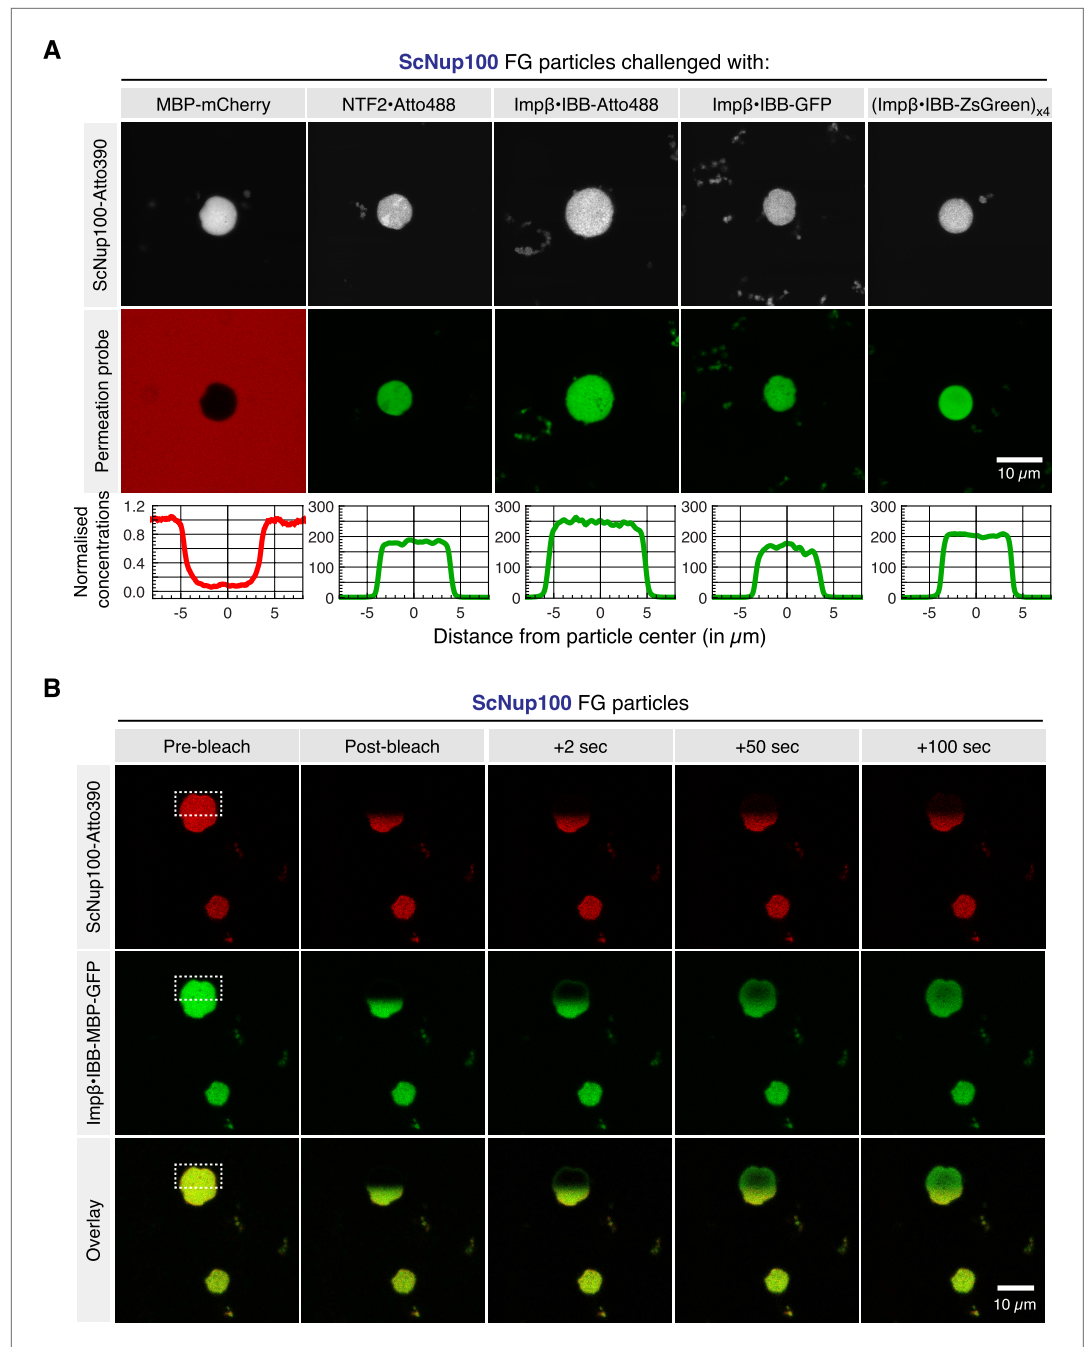 A
ScNup100 FG particles challenged with:
MBP-mCherry
NTF2•Atto488
Impβ•IBB-Atto488
Impβ•IBB-GFP
(Impβ•IBB-ZsGreen)x4
ScNup100-Atto390
Permeation probe
10 µm
Normalised
concentrations
1.2
0.8
0.4
0.0
-5
0
5
300
200
100
0
-5
0
5
300
200
100
0
-5
0
5
300
200
100
0
-5
0
5
300
200
100
0
-5
0
5
Distance from particle center (in µm)
B
ScNup100 FG particles
Pre-bleach
Post-bleach
+2 sec
+50 sec
+100 sec
ScNup100-Atto390
Impβ•IBB-MBP-GFP
Overlay
10 µm